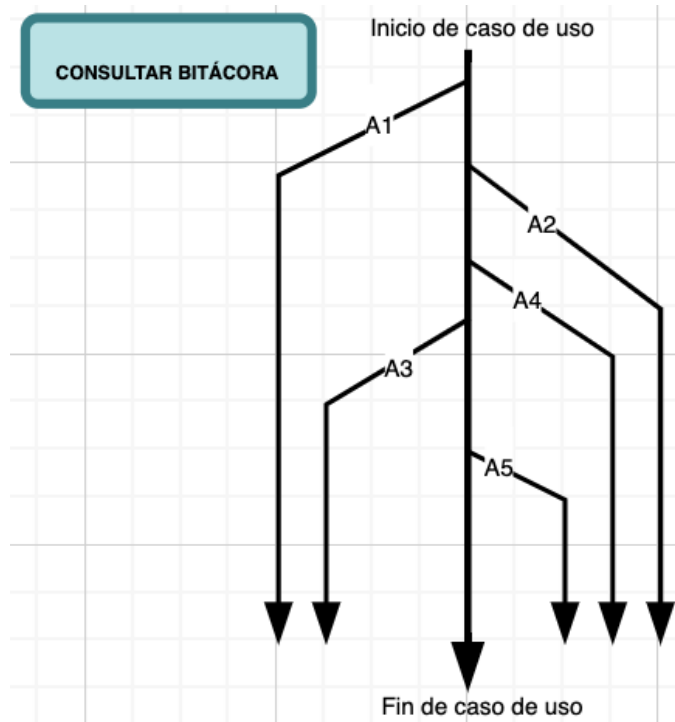 Inicio de caso de uso
CONSULTAR BITÁCORA
A1
A2
A4
A3
A5
Fin de caso de uso